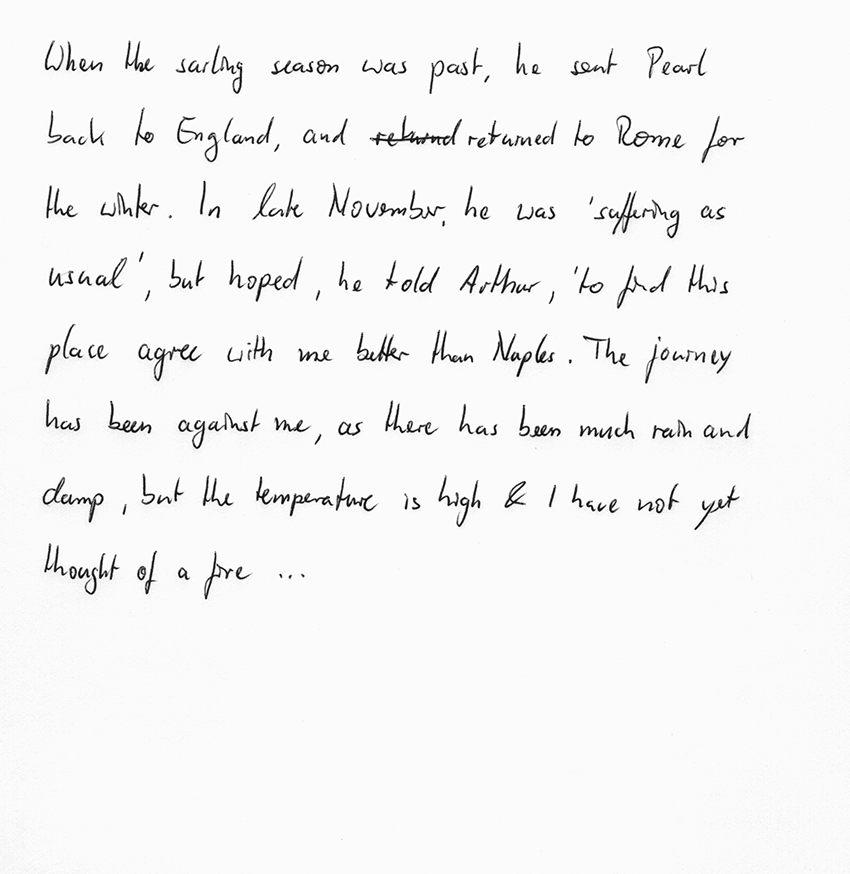 When the sailing season was past, he sent Pearl
back to England, and returnd returned to Rome for
the winter. In late November, he was 'suffering as
usual', but hoped, he told Arthur, 'to find this
place agree with me better than Naples. The journey
has been against me, as there has been much rain and
damp, but the temperature is high & I have not yet
thought of a fire ...